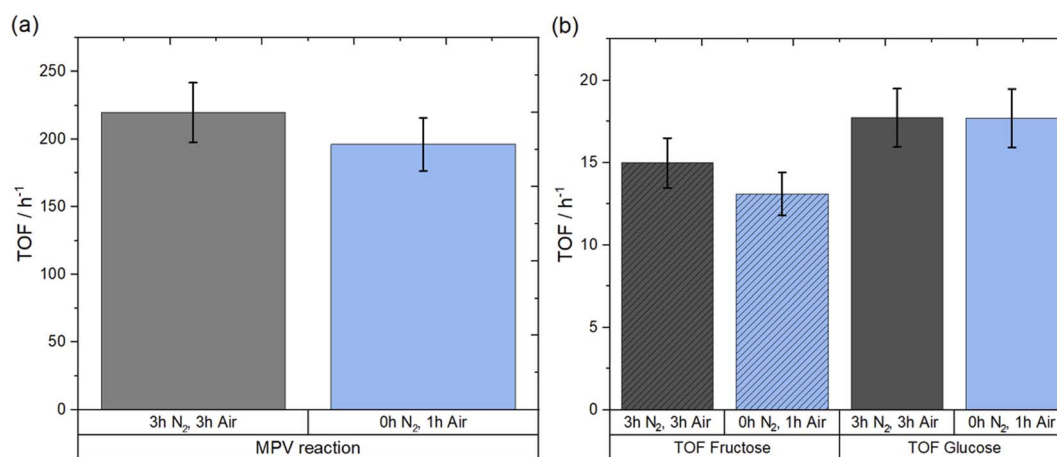 (a)
TOF / h⁻¹
250
200
150
100
50
0
3h N₂, 3h Air 0h N₂, 1h Air
MPV reaction
(b)
TOF / h⁻¹
20
15
10
5
0
3h N₂, 3h Air 0h N₂, 1h Air 3h N₂, 3h Air 0h N₂, 1h Air
TOF Fructose TOF Glucose